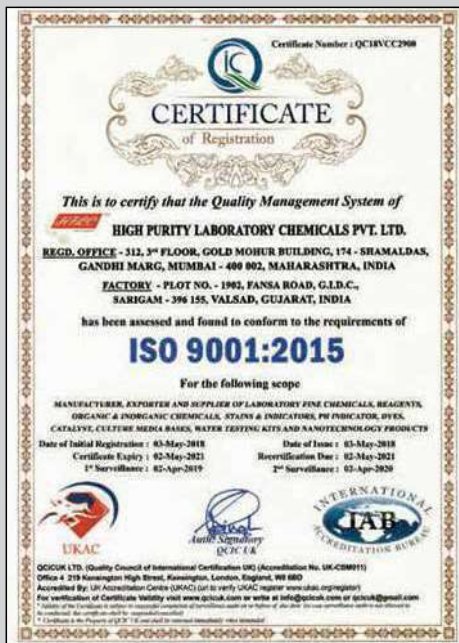 Certificate Number : QC18VCC2900
QIC
CERTIFICATE
of Registration
This is to certify that the Quality Management System of
HPLC HIGH PURITY LABORATORY CHEMICALS PVT. LTD.
REGD. OFFICE - 312, 3rd FLOOR, GOLD MOHUR BUILDING, 174 - SHAMALDAS,
GANDHI MARG, MUMBAI - 400 002, MAHARASHTRA, INDIA
FACTORY - PLOT NO. - 1902, FANSA ROAD, G.I.D.C.,
SARIGAM - 396 155, VALSAD, GUJARAT, INDIA
has been assessed and found to conform to the requirements of
ISO 9001:2015
For the following scope
MANUFACTURER, EXPORTER AND SUPPLIER OF LABORATORY FINE CHEMICALS, REAGENTS,
ORGANIC & INORGANIC CHEMICALS, STAINS & INDICATORS, PH INDICATOR, DYES,
CATALYST, CULTURE MEDIA BASES, WATER TESTING KITS AND NANOTECHNOLOGY PRODUCTS
Date of Initial Registration : 03-May-2018 Date of Issue : 03-May-2018
Certificate Expiry : 02-May-2021 Recertification Due : 02-May-2021
1st Surveillance : 02-Apr-2019 2nd Surveillance : 02-Apr-2020
UKAC
Auth. Signatory
QCIC UK
INTERNATIONAL
IAB
ACCREDITATION BUREAU
QCICUK LTD. (Quality Council of International Certification UK) (Accreditation No. UK-CBM011)
Office 4 219 Kensington High Street, Kensington, London, England, W8 6BD
Accredited By: UK Accreditation Centre (UKAC) (url to verify UKAC register www.ukac.org/register)
For verification of Certificate Validity visit www.qcicuk.com or write at info@qcicuk.com or qcicuk@gmail.com